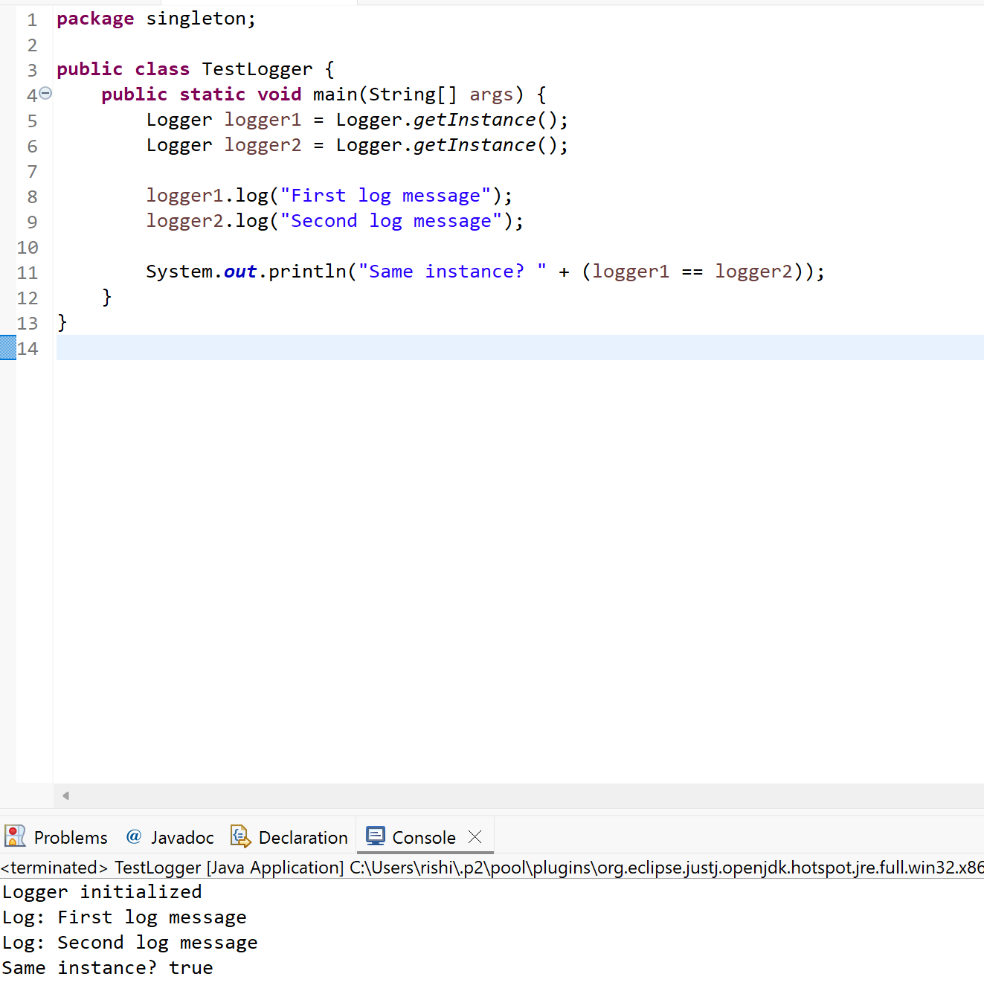 1 package singleton;
2
3 public class TestLogger {
4 public static void main(String[] args) {
5 Logger logger1 = Logger.getInstance();
6 Logger logger2 = Logger.getInstance();
7
8 logger1.log("First log message");
9 logger2.log("Second log message");
10
11 System.out.println("Same instance? " + (logger1 == logger2));
12 }
13 }
14
Problems @ Javadoc Declaration Console
<terminated> TestLogger [Java Application] C:\Users\rishi\.p2\pool\plugins\org.eclipse.justj.openjdk.hotspot.jre.full.win32.x86
Logger initialized
Log: First log message
Log: Second log message
Same instance? true